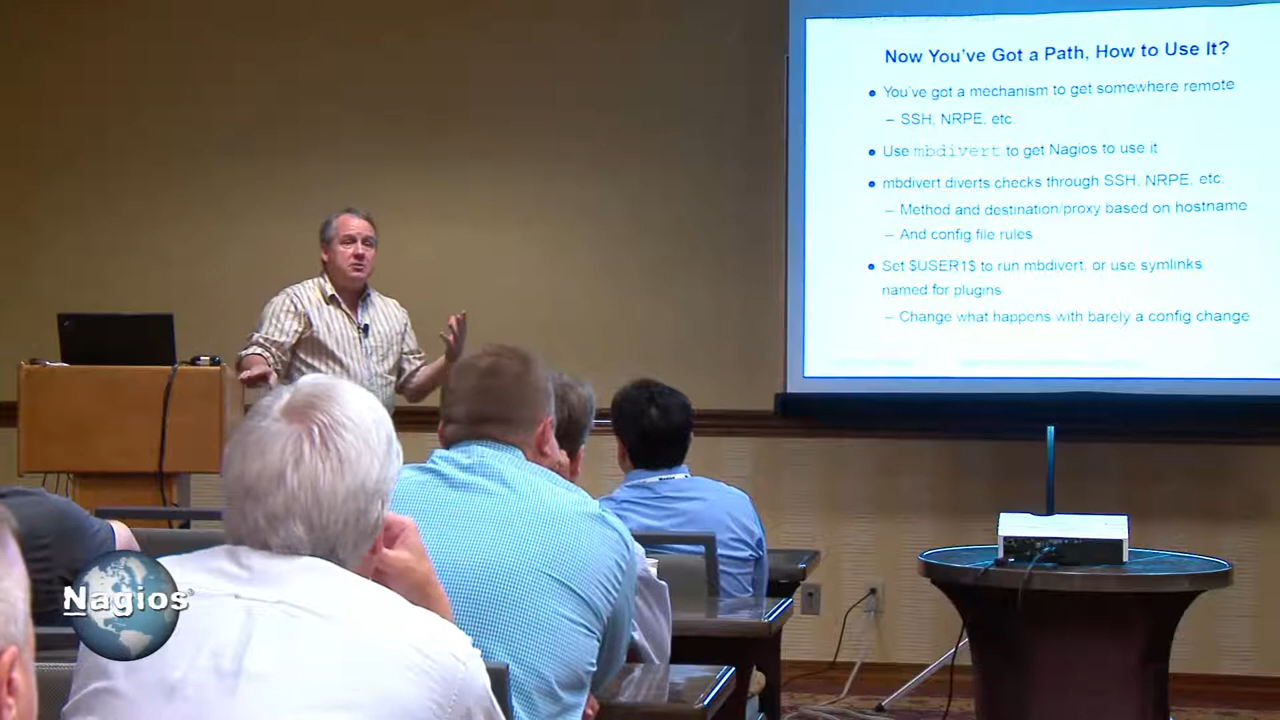 Now You've Got a Path, How to Use It?
• You've got a mechanism to get somewhere remote
– SSH, NRPE, etc.
• Use mbdivert to get Nagios to use it
• mbdivert diverts checks through SSH, NRPE, etc.
– Method and destination/proxy based on hostname
– And config file rules
• Set $USER1$ to run mbdivert, or use symlinks
named for plugins
– Change what happens with barely a config change
Nagios®